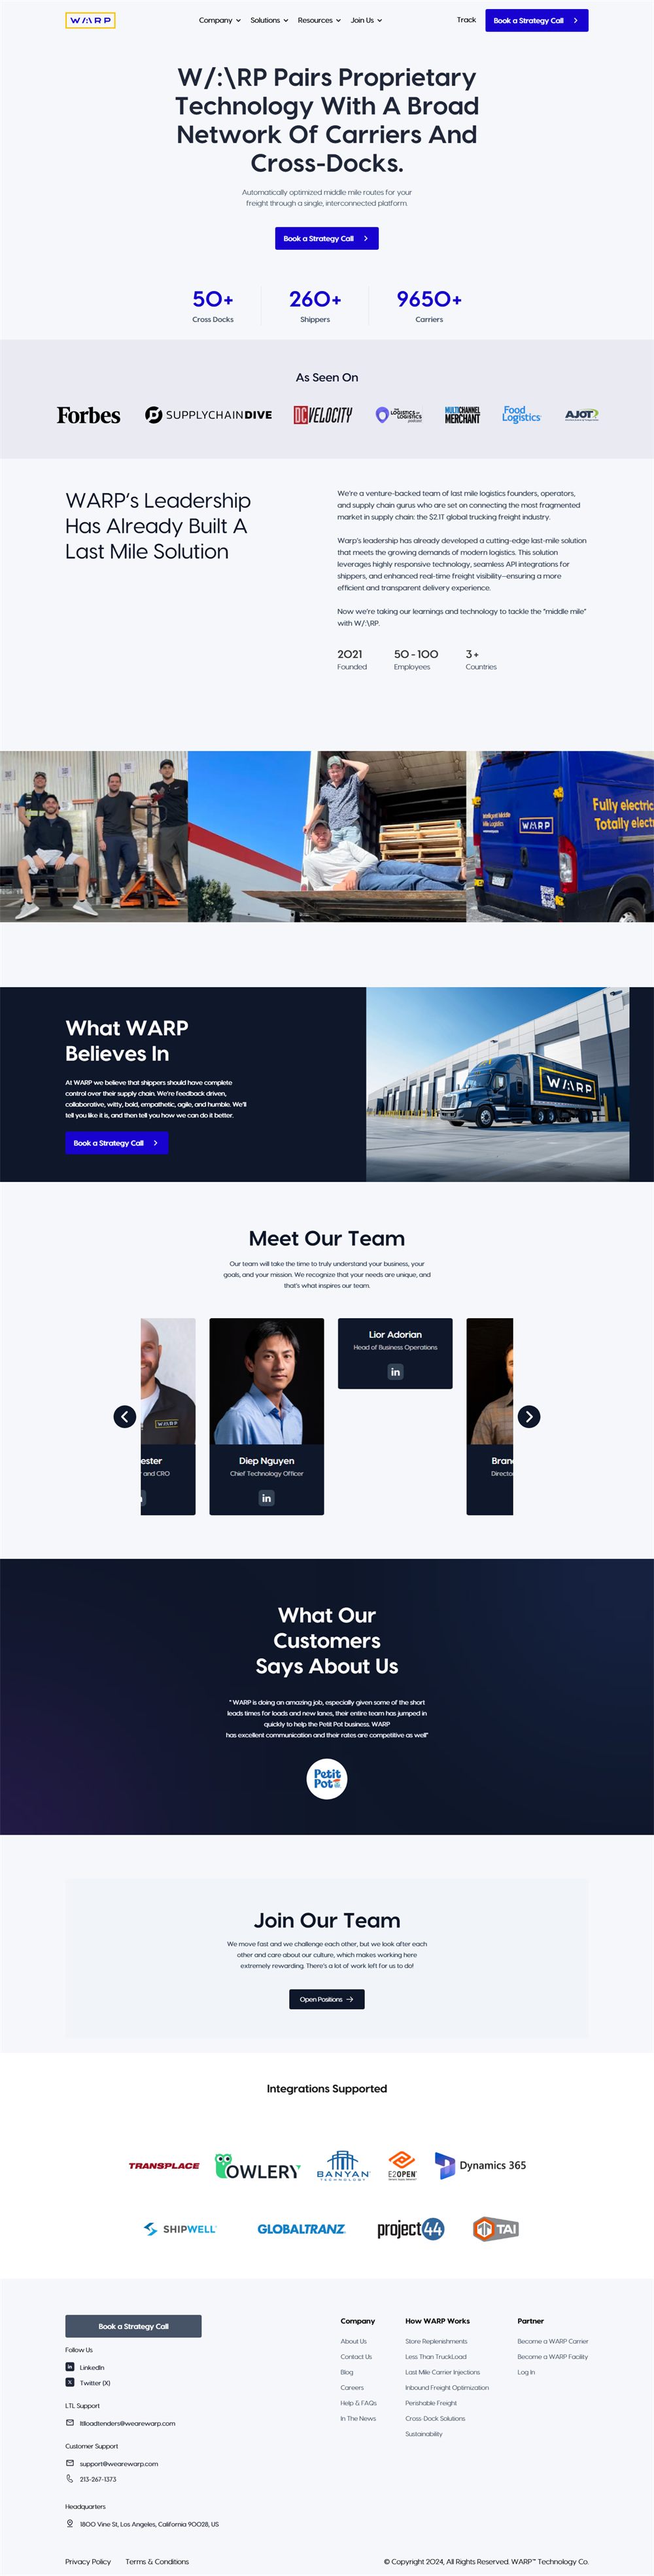 WARP
Company Solutions Resources Join Us
Track
Book a Strategy Call
W/:\RP Pairs Proprietary
Technology With A Broad
Network Of Carriers And
Cross-Docks.
Automatically optimized middle mile routes for your
freight through a single, interconnected platform.
Book a Strategy Call
50+ 260+ 9650+
Cross Docks Shippers Carriers
As Seen On
Forbes
SUPPLYCHAINDIVE
DC VELOCITY
THE LOGISTICS OF LOGISTICS podcast
MULTICHANNEL MERCHANT
Food Logistics
AJOT
WARP's Leadership
Has Already Built A
Last Mile Solution
We're a venture-backed team of last mile logistics founders, operators,
and supply chain gurus who are set on connecting the most fragmented
market in supply chain: the $2.1T global trucking freight industry.
Warp's leadership has already developed a cutting-edge last-mile solution
that meets the growing demands of modern logistics. This solution
leverages highly responsive technology, seamless API integrations for
shippers, and enhanced real-time freight visibility—ensuring a more
efficient and transparent delivery experience.
Now we're taking our learnings and technology to tackle the "middle mile"
with W/:\RP.
2021 50 - 100 3+
Founded Employees Countries
Intelligent Middle
Mile Logistics
WARP
Fully electric
Totally elect
What WARP
Believes In
At WARP we believe that shippers should have complete
control over their supply chain. We're feedback driven,
collaborative, witty, bold, empathetic, agile, and humble. We'll
tell you like it is, and then tell you how we can do it better.
Book a Strategy Call
WARP
Meet Our Team
Our team will take the time to truly understand your business, your
goals, and your mission. We recognize that your needs are unique, and
that's what inspires our team.
WARP
ester
and CRO
Diep Nguyen
Chief Technology Officer
in
Lior Adorian
Head of Business Operations
in
Bran
Directo
What Our
Customers
Says About Us
" WARP is doing an amazing job, especially given some of the short
leads times for loads and new lanes, their entire team has jumped in
quickly to help the Petit Pot business. WARP
has excellent communication and their rates are competitive as well"
Petit
Pot
Join Our Team
We move fast and we challenge each other, but we look after each
other and care about our culture, which makes working here
extremely rewarding. There's a lot of work left for us to do!
Open Positions
Integrations Supported
TRANSPLACE
OWLERY
BANYAN
TECHNOLOGY
E2OPEN
Dynamics 365
SHIPWELL
GLOBALTRANZ
project44
TAI
Book a Strategy Call
Follow Us
LinkedIn
Twitter (X)
LTL Support
ltlloadtenders@wearewarp.com
Customer Support
support@wearewarp.com
213-267-1373
Headquarters
1800 Vine St, Los Angeles, California 90028, US
Company
About Us
Contact Us
Blog
Careers
Help & FAQs
In The News
How WARP Works
Store Replenishments
Less Than TruckLoad
Last Mile Carrier Injections
Inbound Freight Optimization
Perishable Freight
Cross-Dock Solutions
Sustainability
Partner
Become a WARP Carrier
Become a WARP Facility
Log In
Privacy Policy Terms & Conditions
© Copyright 2024, All Rights Reserved. WARP™ Technology Co.